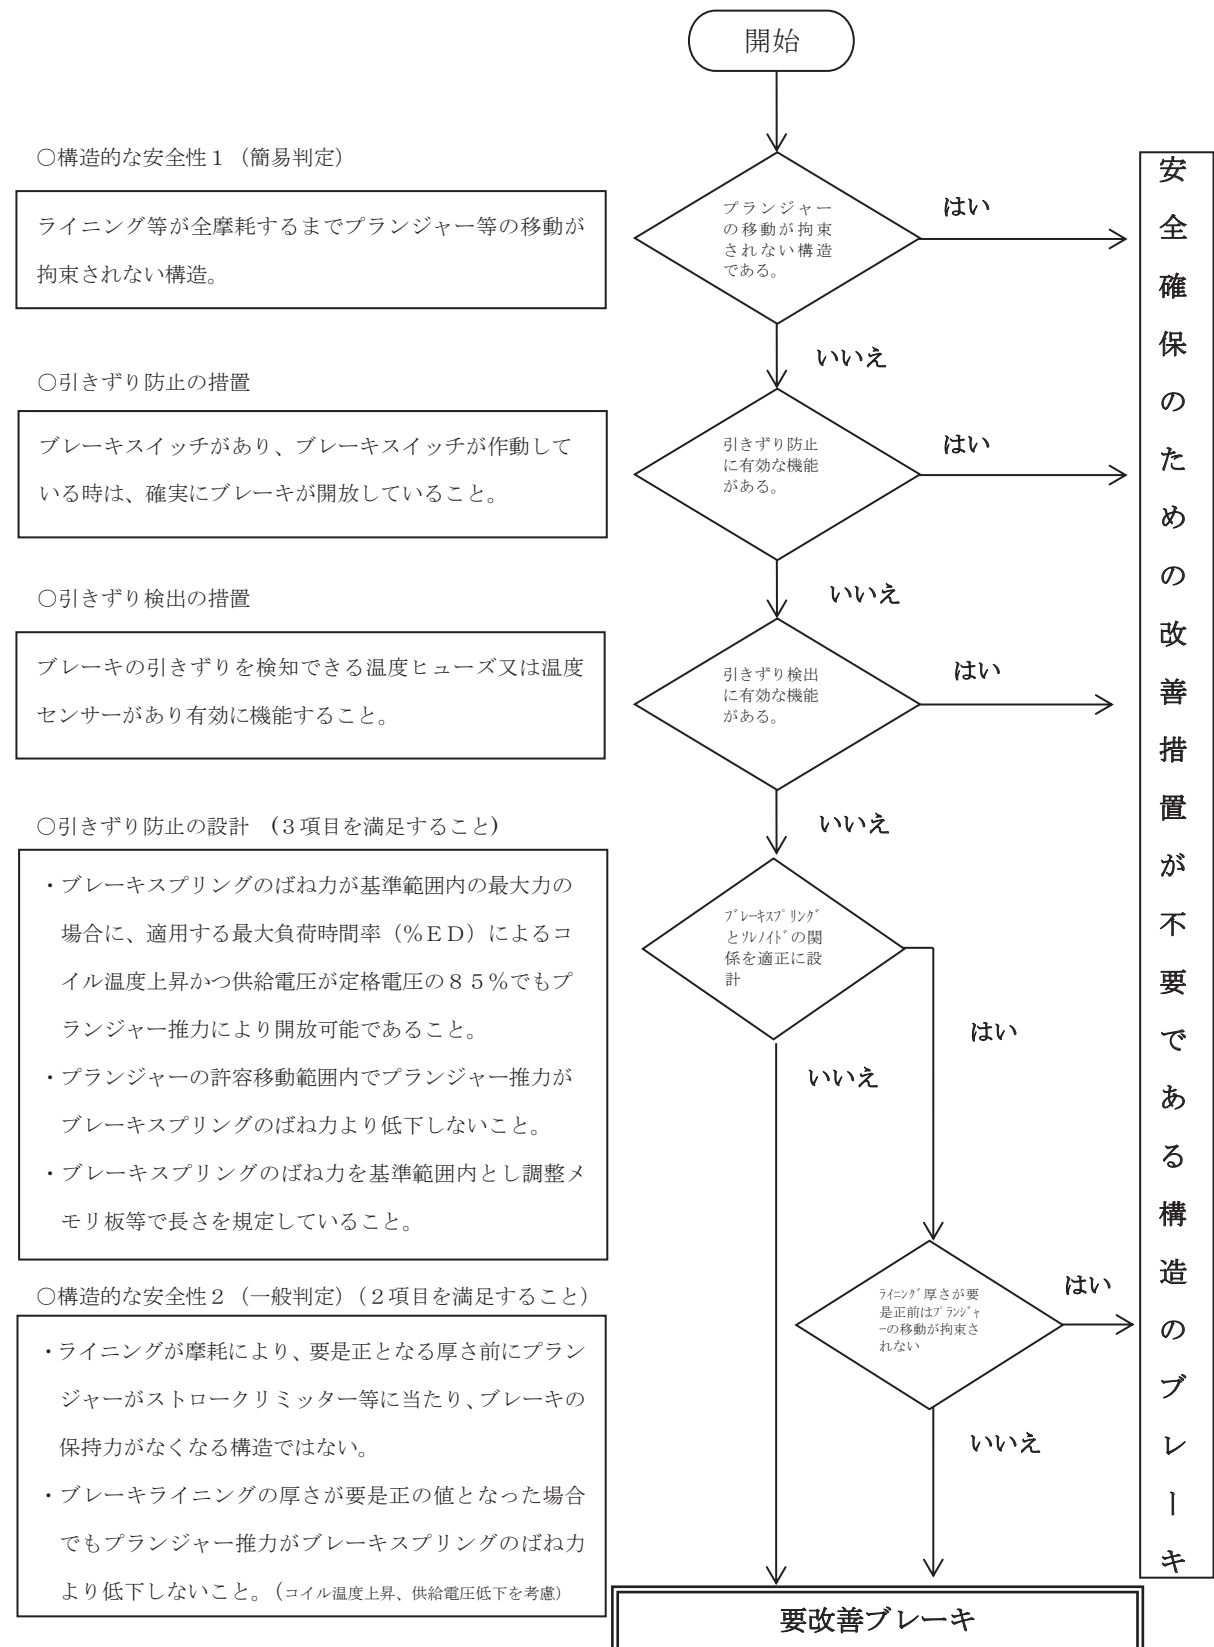 開始
○構造的な安全性１（簡易判定）
ライニング等が全摩耗するまでプランジャー等の移動が
拘束されない構造。
プランジャー
の移動が拘束
されない構造
である。
はい
いいえ
○引きずり防止の措置
ブレーキスイッチがあり、ブレーキスイッチが作動して
いる時は、確実にブレーキが開放していること。
引きずり防止
に有効な機能
がある。
はい
いいえ
○引きずり検出の措置
ブレーキの引きずりを検知できる温度ヒューズ又は温度
センサーがあり有効に機能すること。
引きずり検出
に有効な機能
がある。
はい
いいえ
○引きずり防止の設計　(３項目を満足すること)
・ブレーキスプリングのばね力が基準範囲内の最大力の
場合に、適用する最大負荷時間率（％ＥＤ）によるコ
イル温度上昇かつ供給電圧が定格電圧の８５％でもプ
ランジャー推力により開放可能であること。
・プランジャーの許容移動範囲内でプランジャー推力が
ブレーキスプリングのばね力より低下しないこと。
・ブレーキスプリングのばね力を基準範囲内とし調整メ
モリ板等で長さを規定していること。
ﾌﾞﾚｰｷｽﾌﾟﾘﾝｸﾞ
とｿﾚﾉｲﾄﾞの関
係を適正に設
計
はい
いいえ
○構造的な安全性２（一般判定）（２項目を満足すること）
・ライニングが摩耗により、要是正となる厚さ前にプラン
ジャーがストロークリミッター等に当たり、ブレーキの
保持力がなくなる構造ではない。
・ブレーキライニングの厚さが要是正の値となった場合
でもプランジャー推力がブレーキスプリングのばね力
より低下しないこと。（コイル温度上昇、供給電圧低下を考慮）
ﾗｲﾆﾝｸﾞ厚さが要
是正前はﾌﾟﾗﾝｼﾞｬ
ｰの移動が拘束さ
れない
はい
いいえ
安全確保のための改善措置が不要である構造のブレーキ
要改善ブレーキ